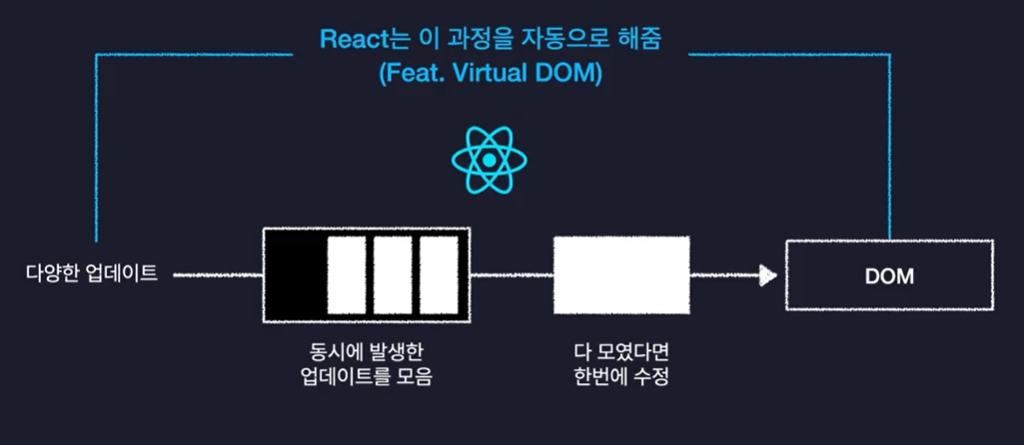 React는 이 과정을 자동으로 해줌
(Feat. Virtual DOM)
다양한 업데이트
DOM
동시에 발생한
업데이트를 모음
다 모였다면
한번에 수정